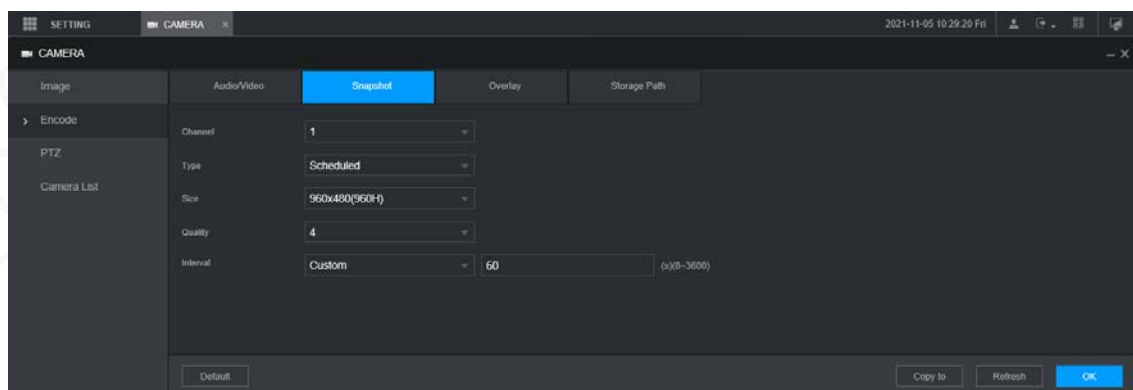 SETTING CAMERA × 2021-11-05 10:29:20 Fri
CAMERA
Image Audio/Video Snapshot Overlay Storage Path
Encode
Channel 1
PTZ
Type Scheduled
Camera List
Size 960x480(960H)
Quality 4
Interval Custom 60 (s)(8~3600)
Default Copy to Refresh OK